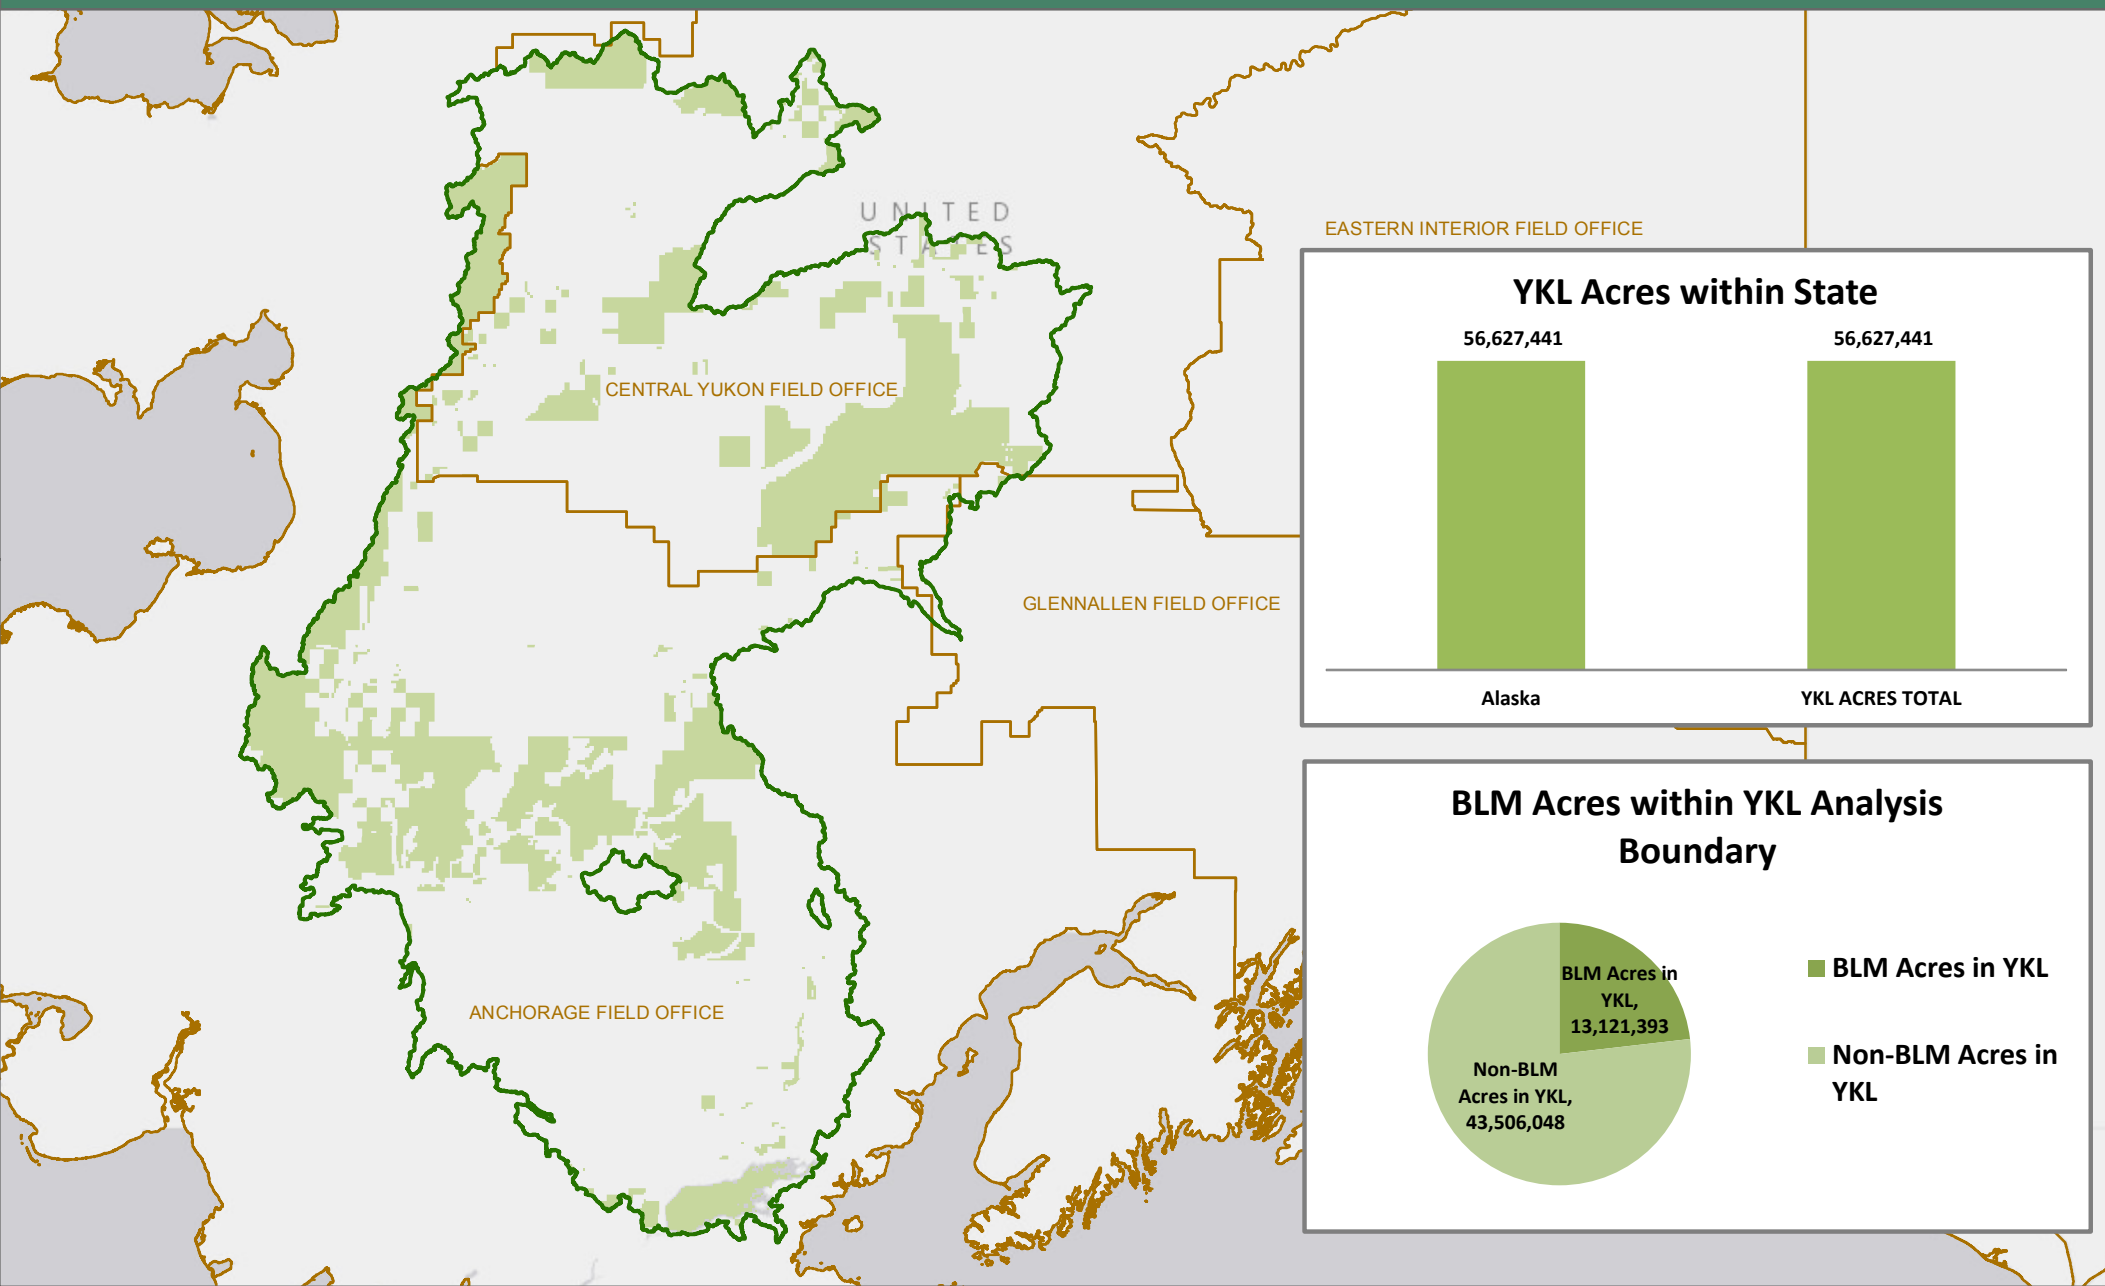 UNITED
STATES
EASTERN INTERIOR FIELD OFFICE
CENTRAL YUKON FIELD OFFICE
GLENNALLEN FIELD OFFICE
ANCHORAGE FIELD OFFICE
YKL Acres within State
56,627,441
56,627,441
Alaska
YKL ACRES TOTAL
BLM Acres within YKL Analysis
Boundary
BLM Acres in
YKL,
13,121,393
Non-BLM
Acres in YKL,
43,506,048
BLM Acres in YKL
Non-BLM Acres in
YKL